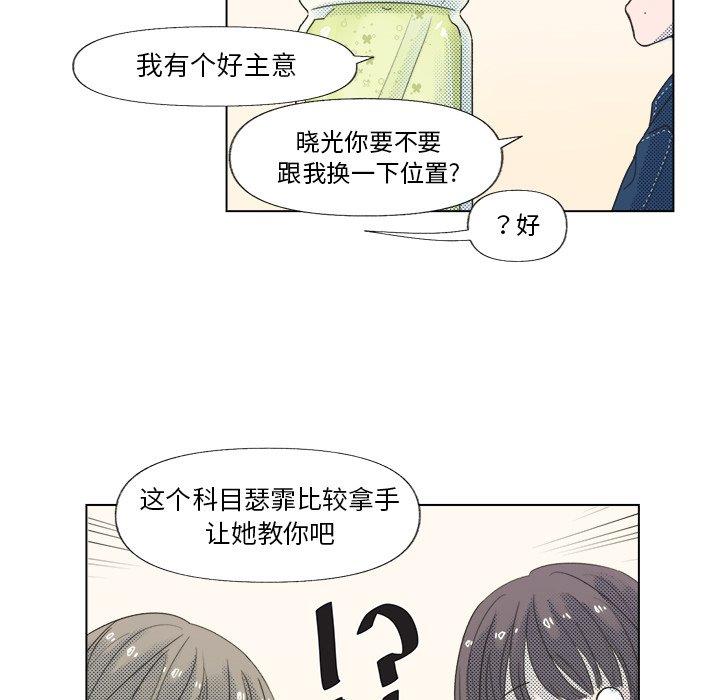 我有个好主意
晓光你要不要
跟我换一下位置?
？好
这个科目瑟霏比较拿手
让她教你吧
!?